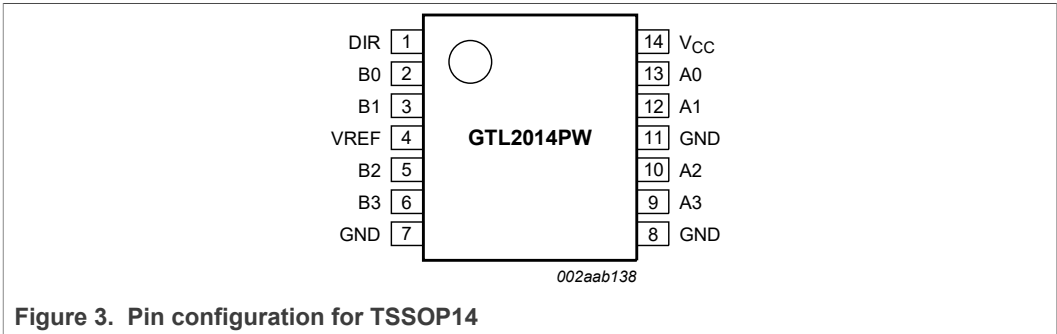 DIR 1 14 VCC
B0 2 13 A0
B1 3 12 A1
VREF 4 GTL2014PW 11 GND
B2 5 10 A2
B3 6 9 A3
GND 7 8 GND
002aab138
Figure 3. Pin configuration for TSSOP14